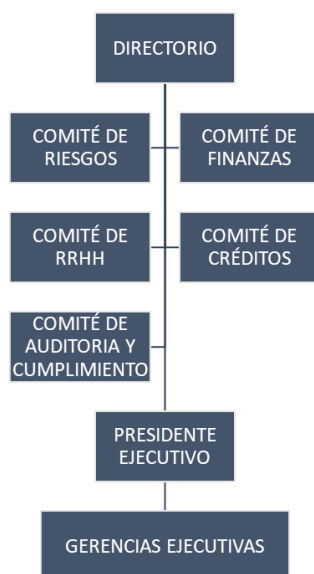 DIRECTORIO
COMITÉ DE
RIESGOS
COMITÉ DE
FINANZAS
COMITÉ DE
RRHH
COMITÉ DE
CRÉDITOS
COMITÉ DE
AUDITORIA Y
CUMPLIMIENTO
PRESIDENTE
EJECUTIVO
GERENCIAS EJECUTIVAS